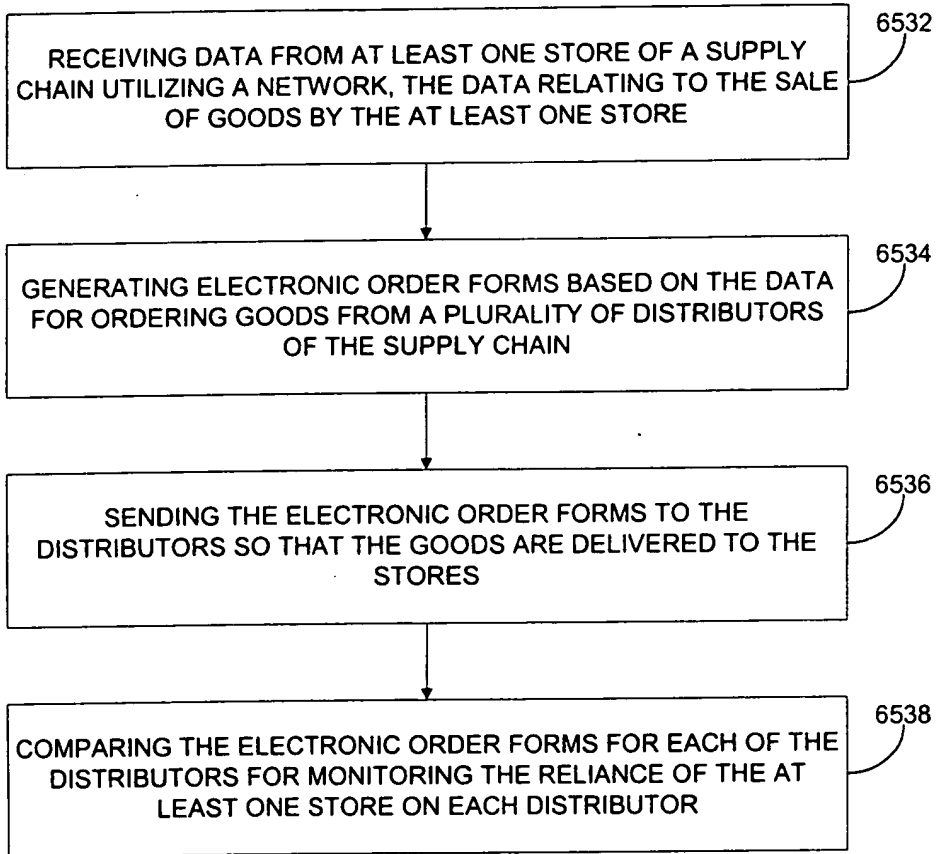 6532
RECEIVING DATA FROM AT LEAST ONE STORE OF A SUPPLY
CHAIN UTILIZING A NETWORK, THE DATA RELATING TO THE SALE
OF GOODS BY THE AT LEAST ONE STORE
6534
GENERATING ELECTRONIC ORDER FORMS BASED ON THE DATA
FOR ORDERING GOODS FROM A PLURALITY OF DISTRIBUTORS
OF THE SUPPLY CHAIN
6536
SENDING THE ELECTRONIC ORDER FORMS TO THE
DISTRIBUTORS SO THAT THE GOODS ARE DELIVERED TO THE
STORES
6538
COMPARING THE ELECTRONIC ORDER FORMS FOR EACH OF THE
DISTRIBUTORS FOR MONITORING THE RELIANCE OF THE AT
LEAST ONE STORE ON EACH DISTRIBUTOR